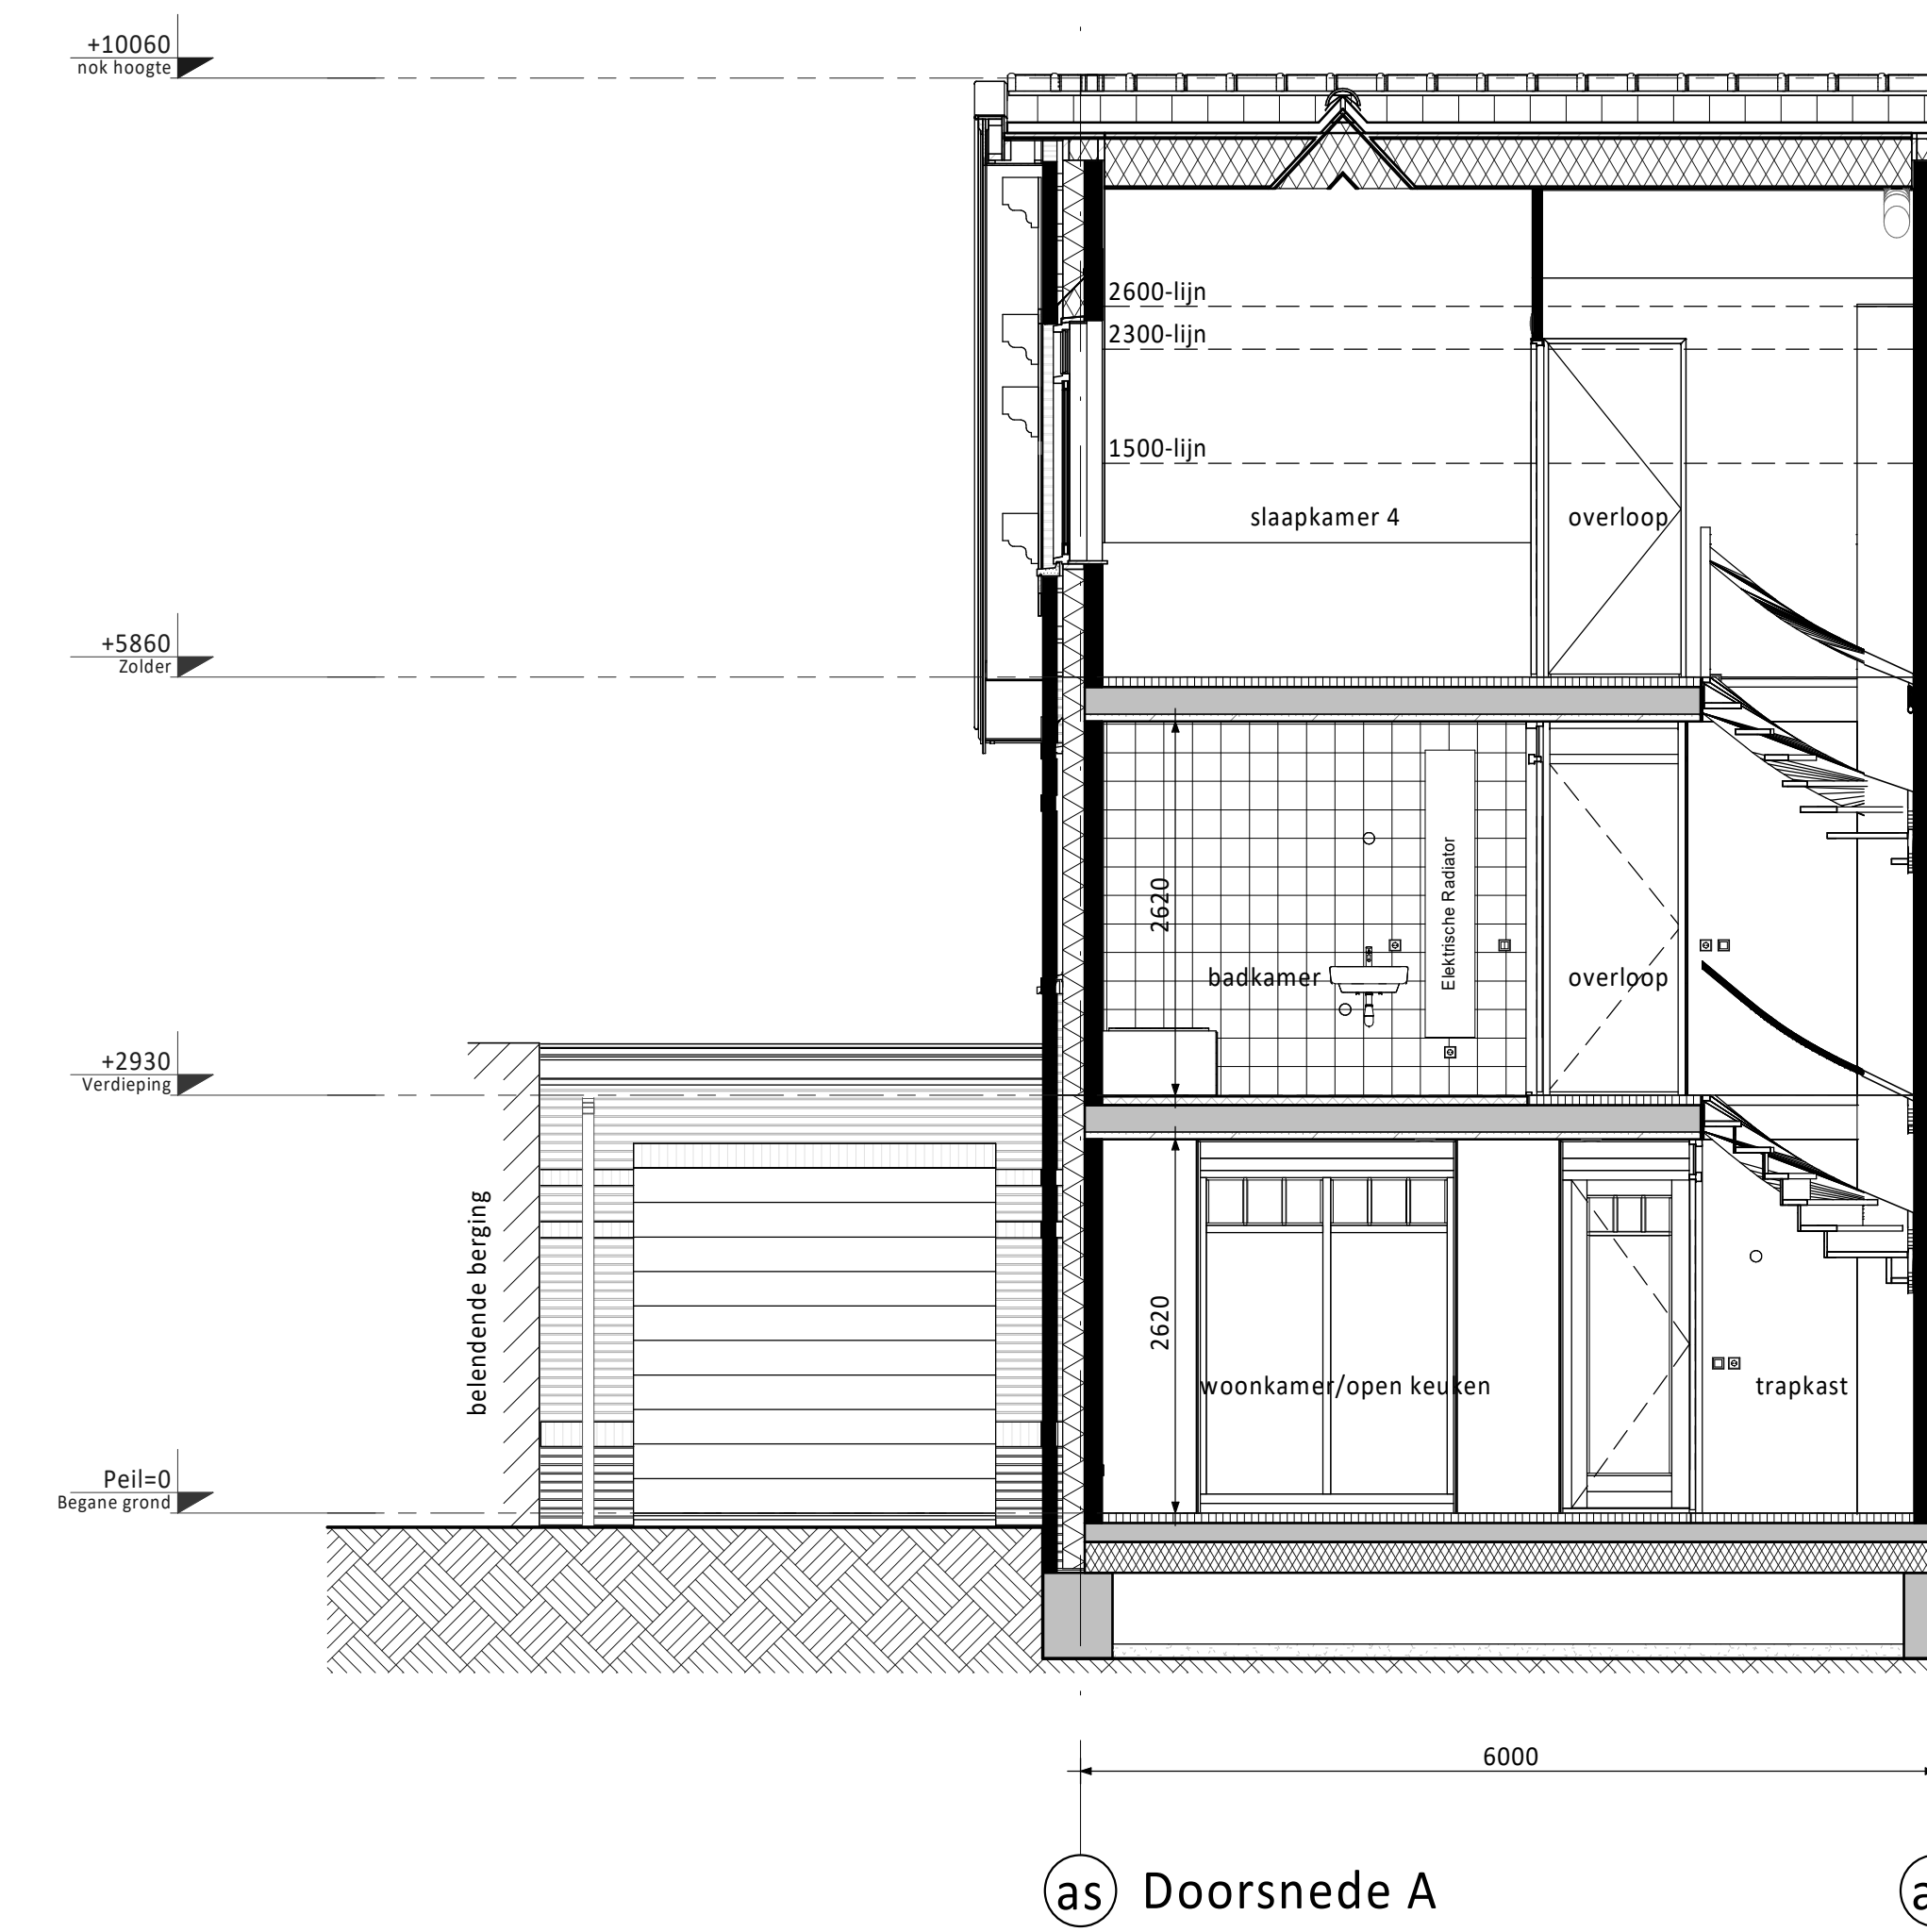 +10060
nok hoogte
2600-lijn
2300-lijn
1500-lijn
slaapkamer 4
overloop
+5860
Zolder
2620
Elektrische Radiator
badkamer
overloop
+2930
Verdieping
belendende berging
2620
woonkamer/open keuken
trapkast
Peil=0
Begane grond
6000
as
Doorsnede A